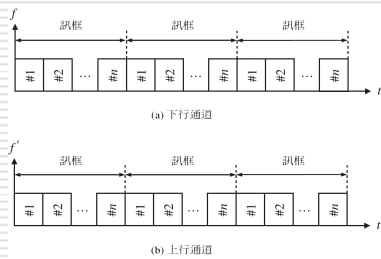 f
訊框 訊框 訊框
#1 #2 … #n #1 #2 … #n #1 #2 … #n
t
(a) 下行通道
f′
訊框 訊框 訊框
#1 #2 … #n #1 #2 … #n #1 #2 … #n
t
(b) 上行通道